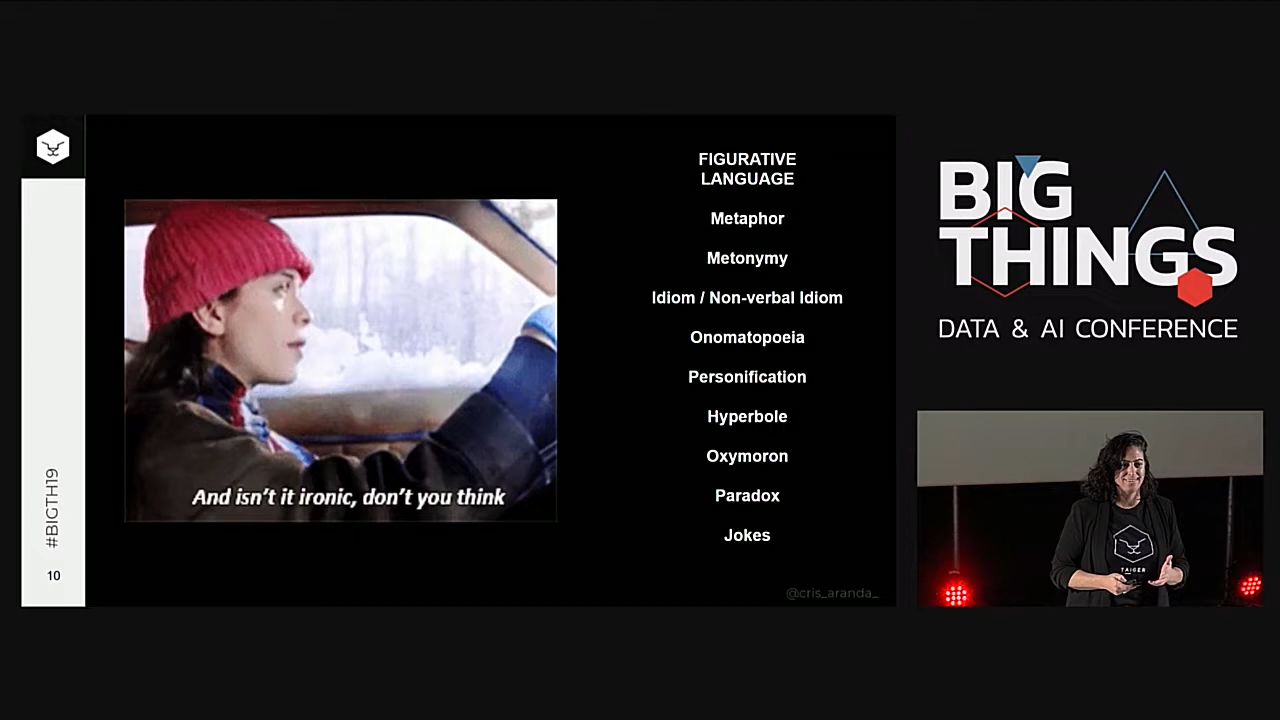 #BIGTH19
10
And isn't it ironic, don't you think
FIGURATIVE
LANGUAGE
Metaphor
Metonymy
Idiom / Non-verbal Idiom
Onomatopoeia
Personification
Hyperbole
Oxymoron
Paradox
Jokes
@cris_aranda_
BIG
THINGS
DATA & AI CONFERENCE
TAIGER